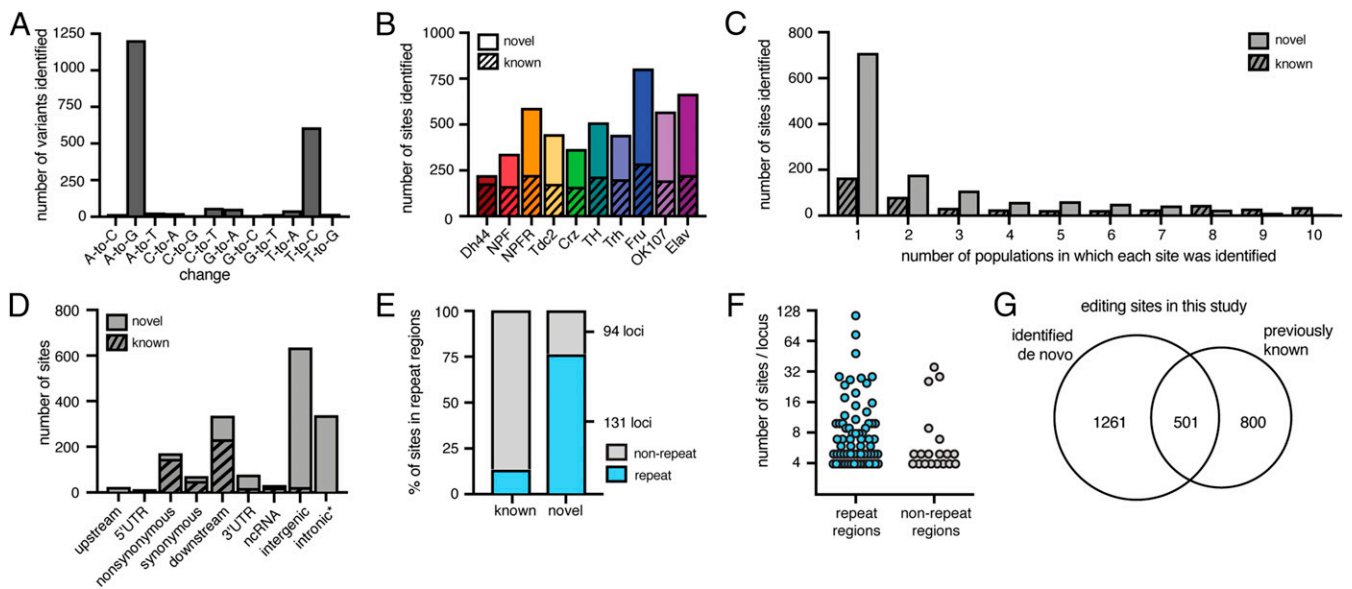 A
number of variants identified
1250
1000
750
500
250
0
A-to-C
A-to-G
A-to-T
C-to-A
C-to-G
C-to-T
G-to-A
G-to-C
G-to-T
T-to-A
T-to-C
T-to-G
change
B
number of sites identified
1000
750
500
250
0
novel
known
Dh44
NPF
NPFR
Tdc2
Crz
TH
Trh
Fru
OK107
Elav
C
number of sites identified
800
600
400
200
0
novel
known
1 2 3 4 5 6 7 8 9 10
number of populations in which each site was identified
D
number of sites
800
600
400
200
0
novel
known
upstream
5'UTR
nonsynonymous
synonymous
downstream
3'UTR
ncRNA
intergenic
intronic*
E
% of sites in repeat regions
100
75
50
25
0
94 loci
131 loci
non-repeat
repeat
known novel
F
number of sites / locus
128
64
32
16
8
4
repeat
regions
non-repeat
regions
G
editing sites in this study
identified
de novo
previously
known
1261 501 800